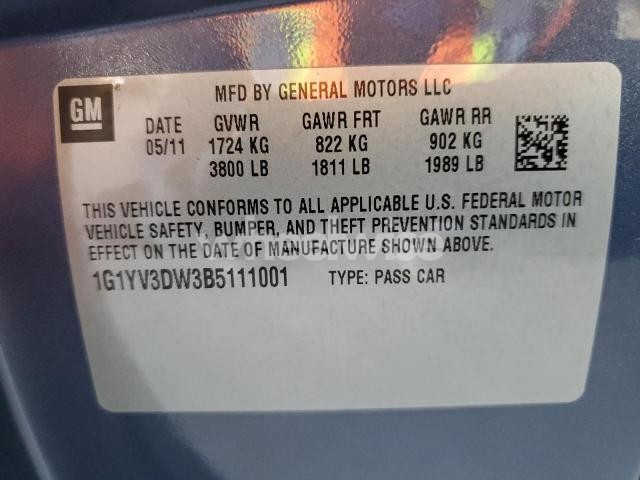 GM
MFD BY GENERAL MOTORS LLC
DATE GVWR GAWR FRT GAWR RR
05/11 1724 KG 822 KG 902 KG
3800 LB 1811 LB 1989 LB
THIS VEHICLE CONFORMS TO ALL APPLICABLE U.S. FEDERAL MOTOR
VEHICLE SAFETY, BUMPER, AND THEFT PREVENTION STANDARDS IN
EFFECT ON THE DATE OF MANUFACTURE SHOWN ABOVE.
1G1YV3DW3B5111001 TYPE: PASS CAR